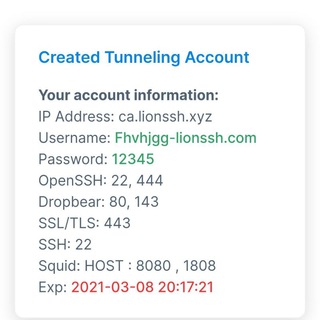 Created Tunneling Account
Your account information:
IP Address: ca.lionssh.xyz
Username: Fhvhjgg-lionssh.com
Password: 12345
OpenSSH: 22, 444
Dropbear: 80, 143
SSL/TLS: 443
SSH: 22
Squid: HOST : 8080 , 1808
Exp: 2021-03-08 20:17:21